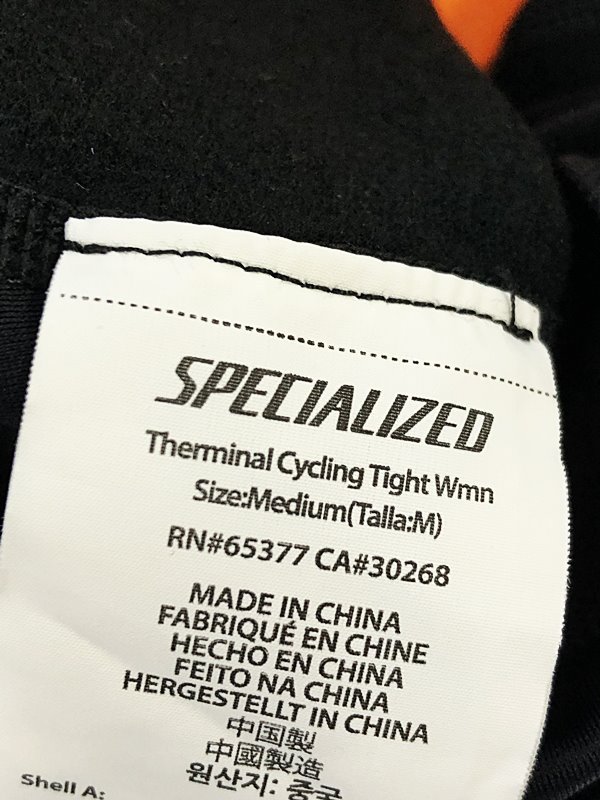 SPECIALIZED
Therminal Cycling Tight Wmn
Size:Medium(Talla:M)
RN#65377 CA#30268
MADE IN CHINA
FABRIQUÉ EN CHINE
HECHO EN CHINA
FEITO NA CHINA
HERGESTELLT IN CHINA
中国製
中國製造
원산지: 중국
Shell A: